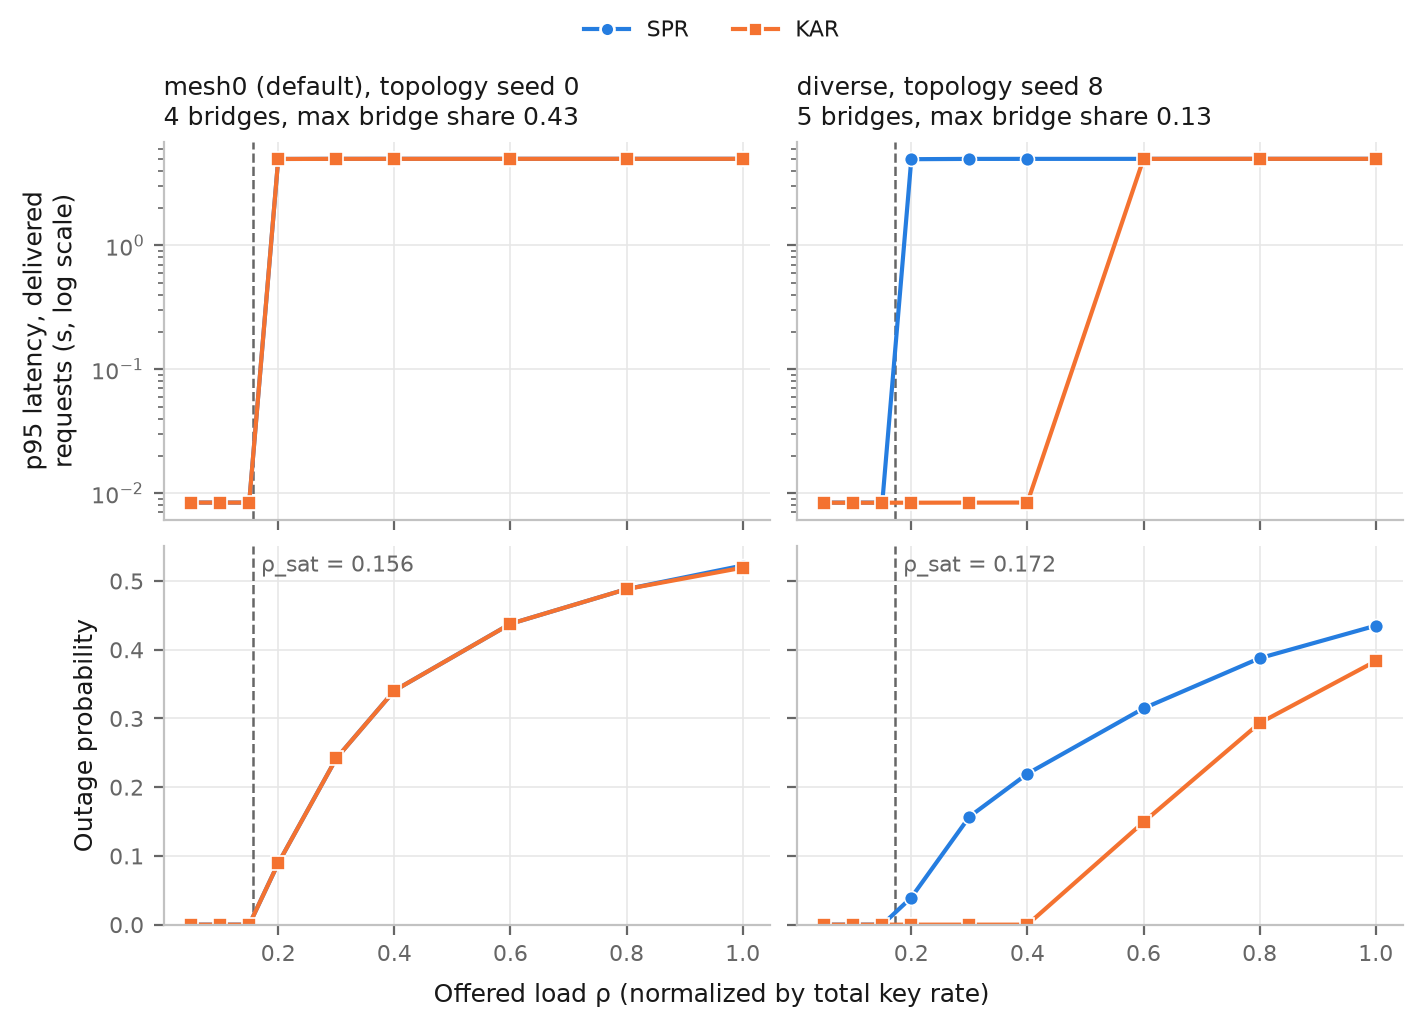 SPR
KAR
mesh0 (default), topology seed 0
4 bridges, max bridge share 0.43
diverse, topology seed 8
5 bridges, max bridge share 0.13
p95 latency, delivered
requests (s, log scale)
10⁰
10⁻¹
10⁻²
Outage probability
0.5
0.4
0.3
0.2
0.1
0.0
ρ_sat = 0.156
ρ_sat = 0.172
0.2 0.4 0.6 0.8 1.0
0.2 0.4 0.6 0.8 1.0
Offered load ρ (normalized by total key rate)